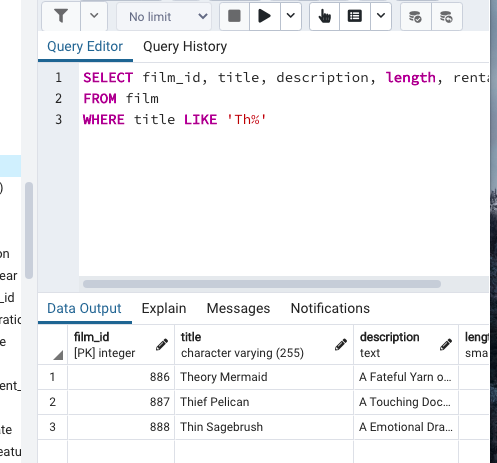 No limit
Query Editor Query History
1 SELECT film_id, title, description, length, renta
2 FROM film
3 WHERE title LIKE 'Th%'
)
on
ear
_id
ratio
e
ent_
ate
eatu
Data Output Explain Messages Notifications
film_id title description lengt
[PK] integer character varying (255) text sma
1 886 Theory Mermaid A Fateful Yarn o...
2 887 Thief Pelican A Touching Doc...
3 888 Thin Sagebrush A Emotional Dra...